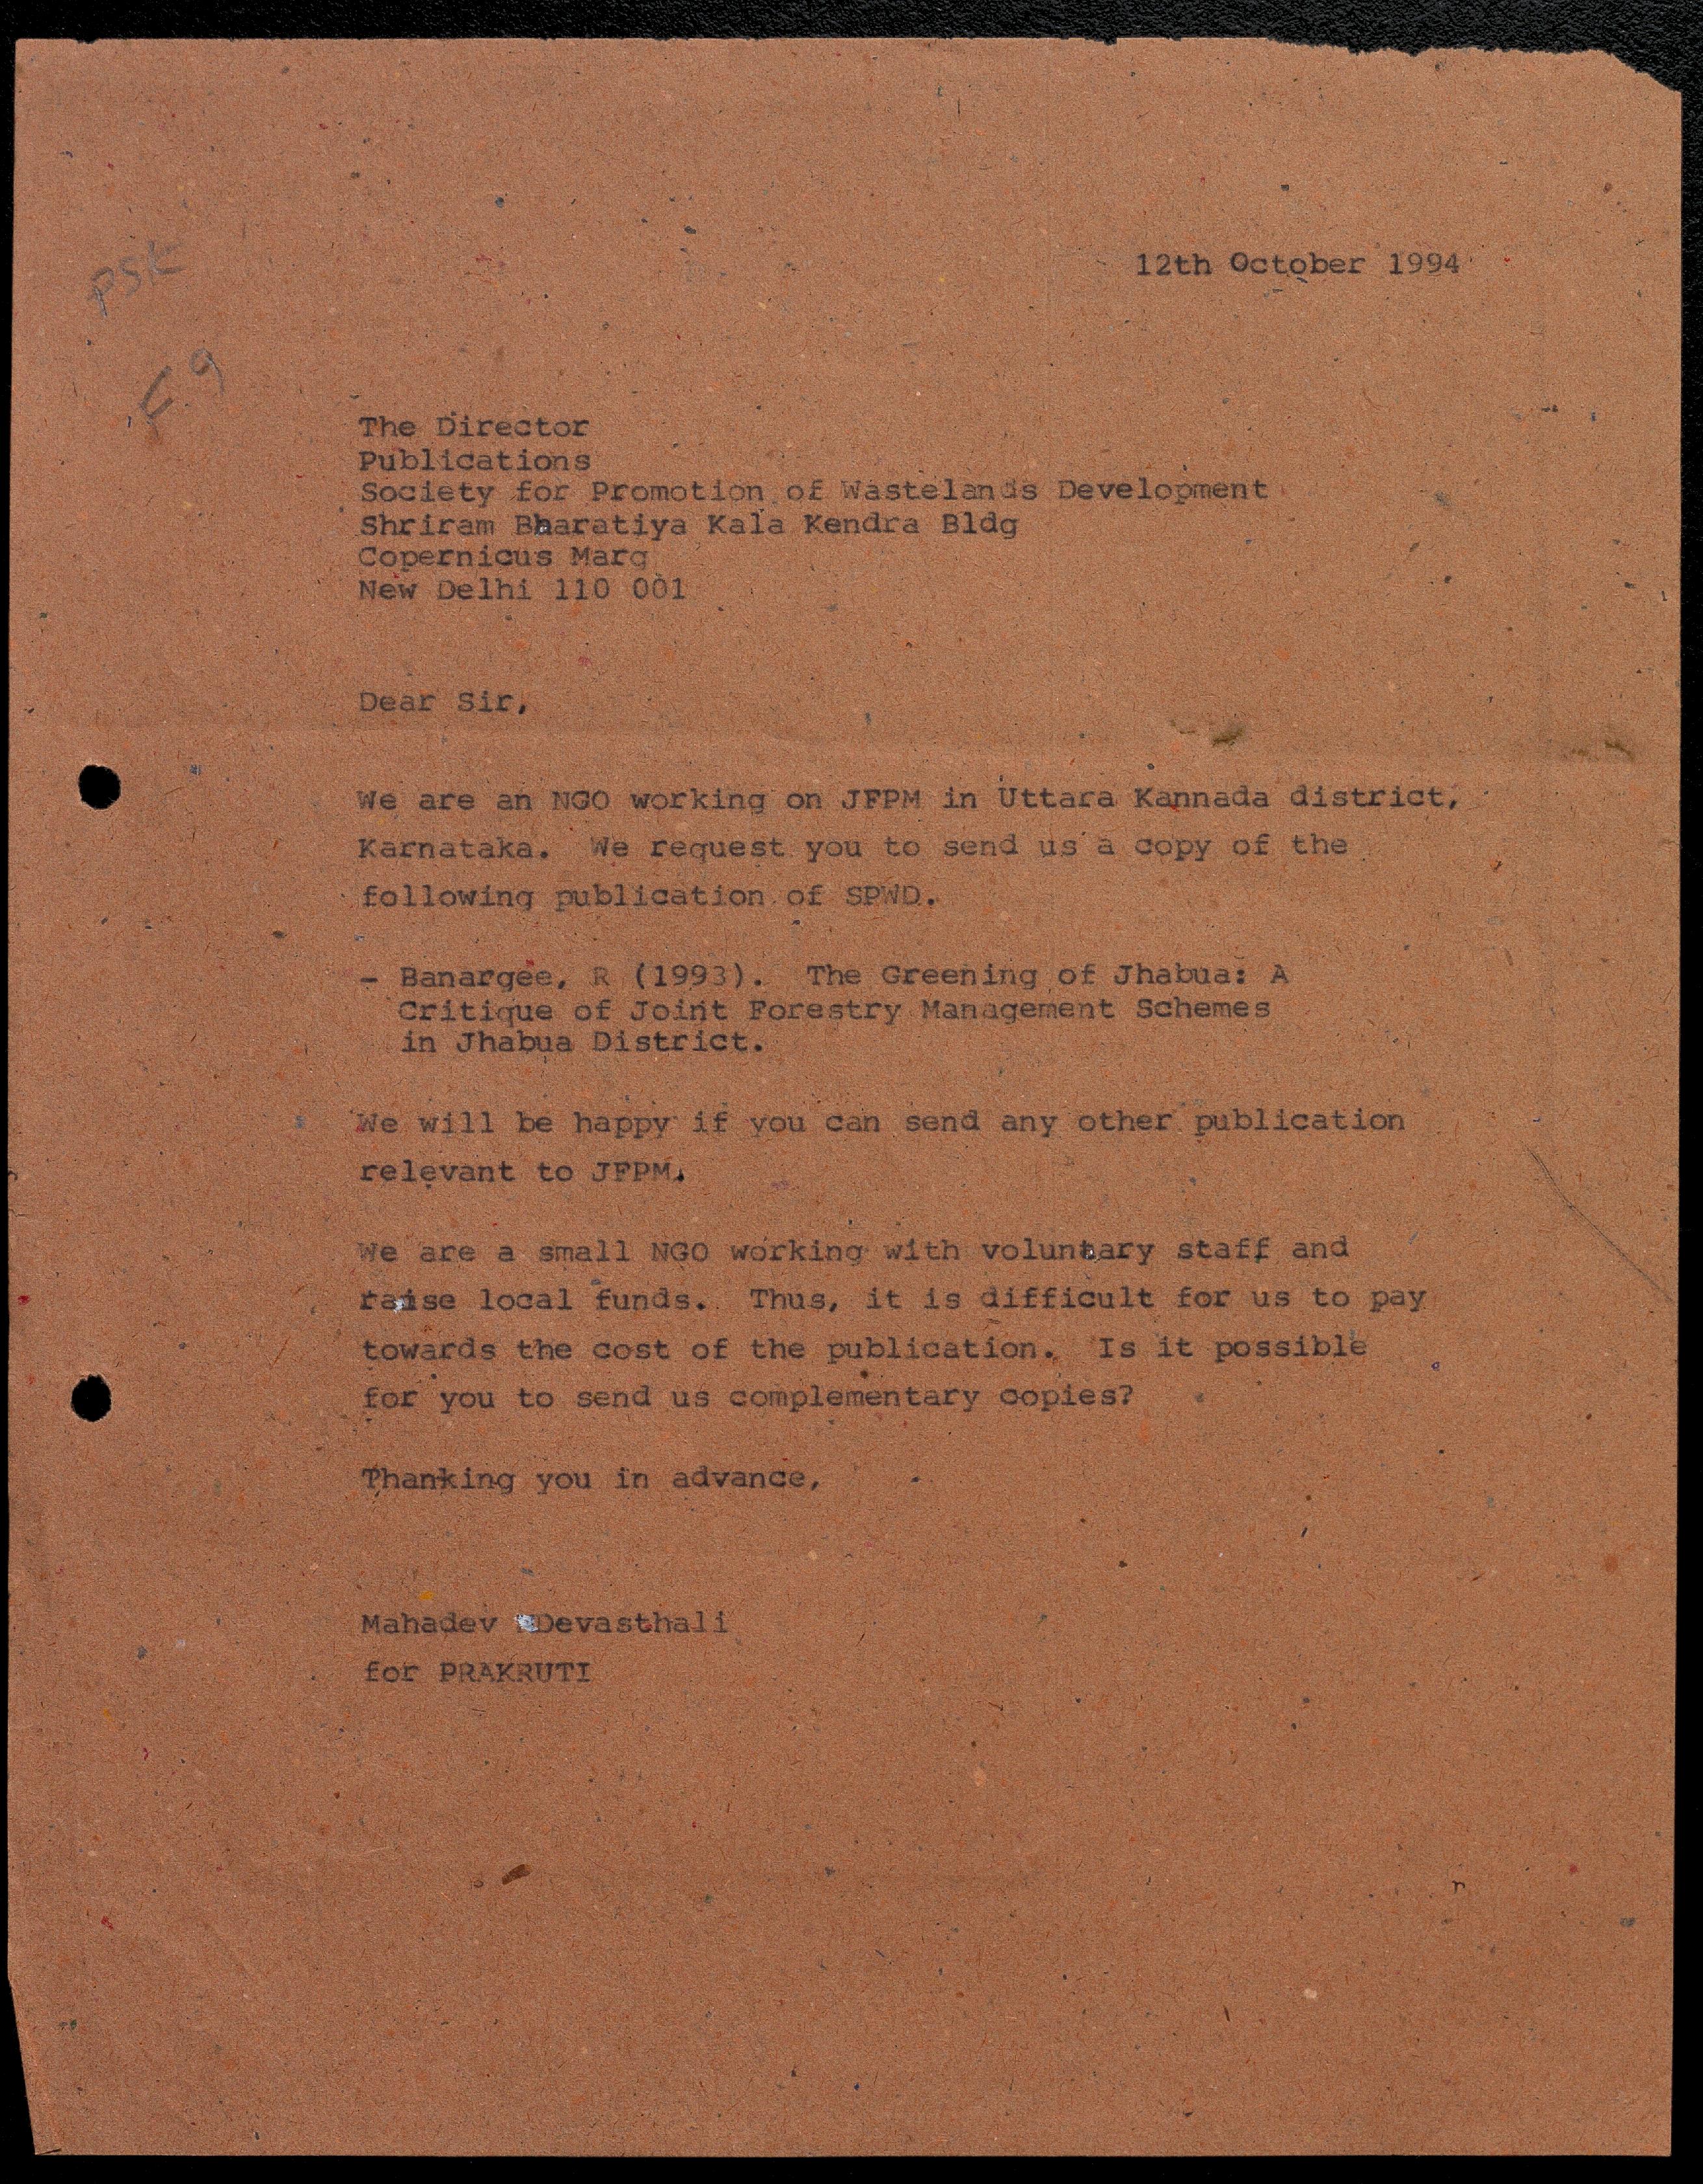 12th October 1994
PSK
F9
The Director
Publications
Society for Promotion of Wastelands Development
Shriram Bharatiya Kala Kendra Bldg
Copernicus Marg
New Delhi 110 001
Dear Sir,
We are an NGO working on JFPM in Uttara Kannada district,
Karnataka. We request you to send us a copy of the
following publication of SPWD.
- Banargee, R (1993). The Greening of Jhabua: A
Critique of Joint Forestry Management Schemes
in Jhabua District.
We will be happy if you can send any other publication
relevant to JFPM.
We are a small NGO working with voluntary staff and
raise local funds. Thus, it is difficult for us to pay
towards the cost of the publication. Is it possible
for you to send us complementary copies?
Thanking you in advance,
Mahadev Devasthali
for PRAKRUTI